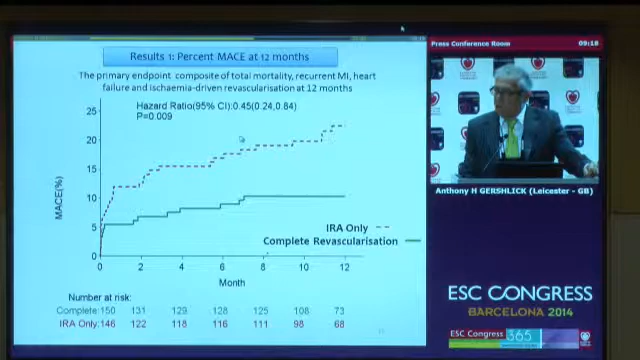 Press Conference Room 09:16
Results 1: Percent MACE at 12 months
The primary endpoint composite of total mortality, recurrent MI, heart
failure and ischaemia-driven revascularisation at 12 months
Hazard Ratio(95% CI):0.45(0.24,0.84)
P=0.009
MACE(%)
25
20
15
10
5
0
0 2 4 6 8 10 12
Month
IRA Only
Complete Revascularisation
Number at risk:
Complete:150 131 129 128 125 108 73
IRA Only:146 122 118 116 111 98 68
Anthony H GERSHLICK (Leicester - GB)
ESC CONGRESS
BARCELONA 2014
ESC Congress 365